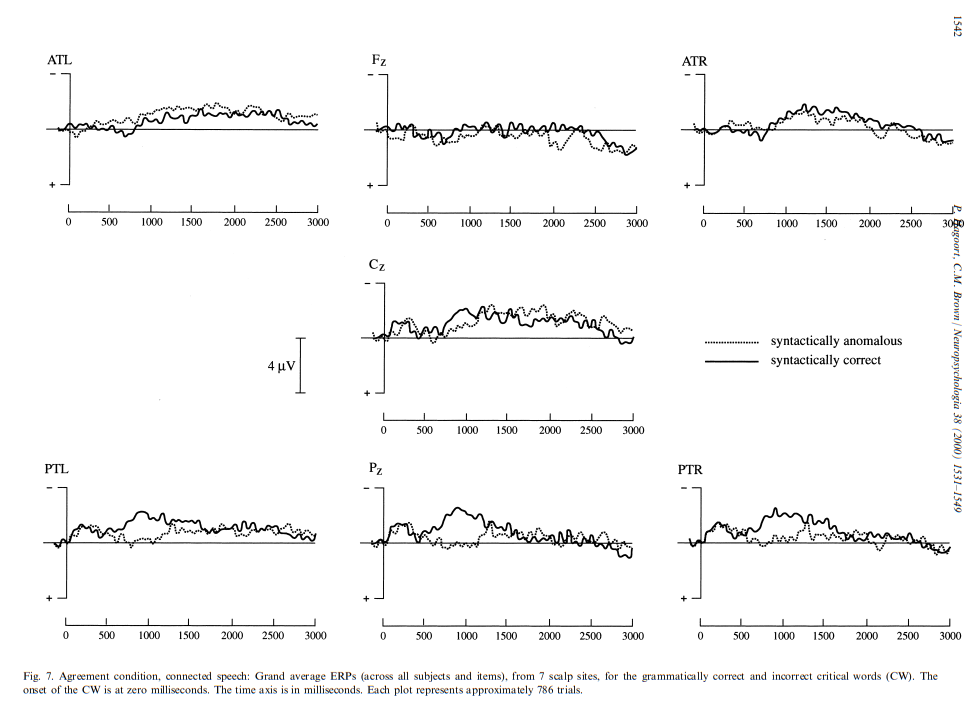 1542
P. Hagoort, C.M. Brown / Neuropsychologia 38 (2000) 1531–1549
ATL
−
+
0 500 1000 1500 2000 2500 3000
Fz
−
+
0 500 1000 1500 2000 2500 3000
ATR
−
+
0 500 1000 1500 2000 2500 3000
Cz
−
+
0 500 1000 1500 2000 2500 3000
4 µV
syntactically anomalous
syntactically correct
PTL
−
+
0 500 1000 1500 2000 2500 3000
Pz
−
+
0 500 1000 1500 2000 2500 3000
PTR
−
+
0 500 1000 1500 2000 2500 3000
Fig. 7. Agreement condition, connected speech: Grand average ERPs (across all subjects and items), from 7 scalp sites, for the grammatically correct and incorrect critical words (CW). The
onset of the CW is at zero milliseconds. The time axis is in milliseconds. Each plot represents approximately 786 trials.